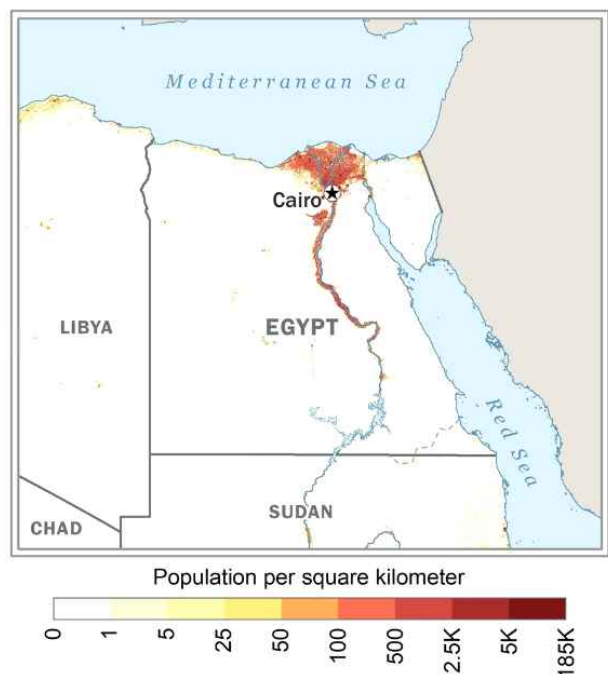 Mediterranean Sea
Cairo
LIBYA
EGYPT
Red Sea
SUDAN
CHAD
Population per square kilometer
0 1 5 25 50 100 500 2.5K 5K 185K